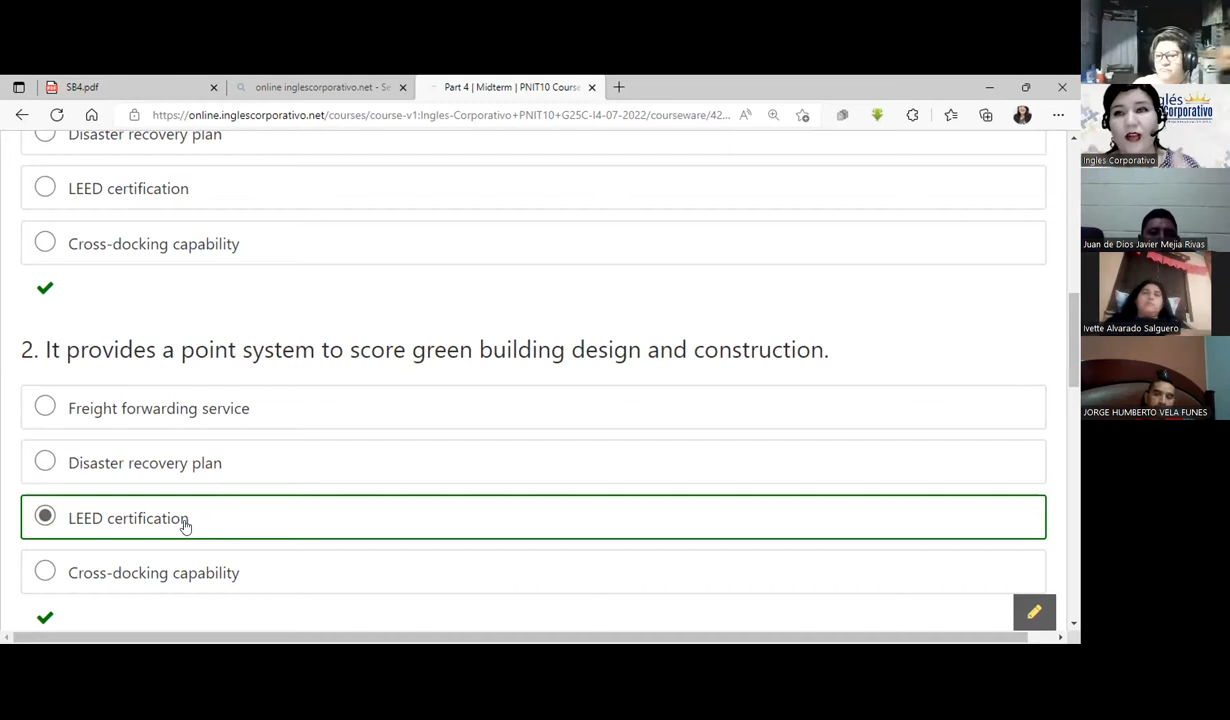 SB4.pdf
online inglescorporativo.net - Se
Part 4 | Midterm | PNIT10 Course
https://online.inglescorporativo.net/courses/course-v1:Ingles-Corporativo+PNIT10+G25C-I4-07-2022/courseware/42...
Disaster recovery plan
LEED certification
Cross-docking capability
2. It provides a point system to score green building design and construction.
Freight forwarding service
Disaster recovery plan
LEED certification
Cross-docking capability
glés
corporativo
Ingles Corporativo
Juan de Dios Javier Mejia Rivas
Ivette Alvarado Salguero
JORGE HUMBERTO VELA FUNES